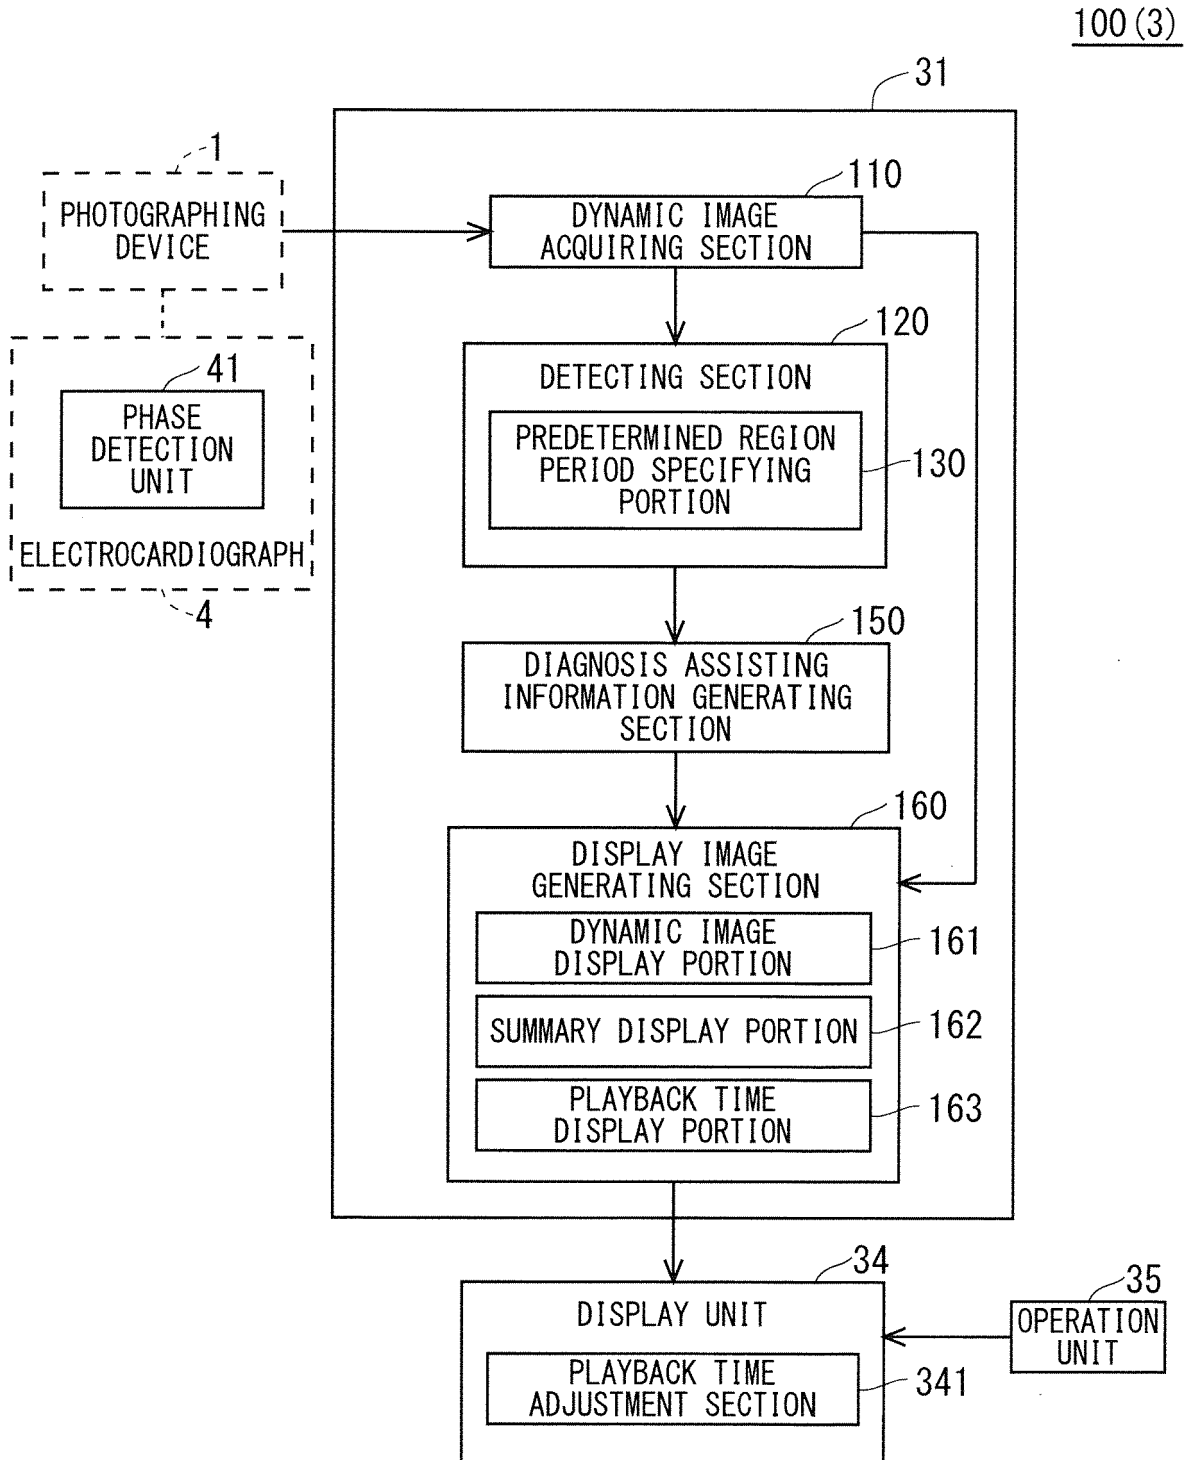 100(3)
31
1
PHOTOGRAPHING
DEVICE
110
DYNAMIC IMAGE
ACQUIRING SECTION
120
DETECTING SECTION
41
PHASE
DETECTION
UNIT
PREDETERMINED REGION
PERIOD SPECIFYING
PORTION
130
ELECTROCARDIOGRAPH
4
150
DIAGNOSIS ASSISTING
INFORMATION GENERATING
SECTION
160
DISPLAY IMAGE
GENERATING SECTION
DYNAMIC IMAGE
DISPLAY PORTION
161
SUMMARY DISPLAY PORTION
162
PLAYBACK TIME
DISPLAY PORTION
163
34
DISPLAY UNIT
35
OPERATION
UNIT
PLAYBACK TIME
ADJUSTMENT SECTION
341